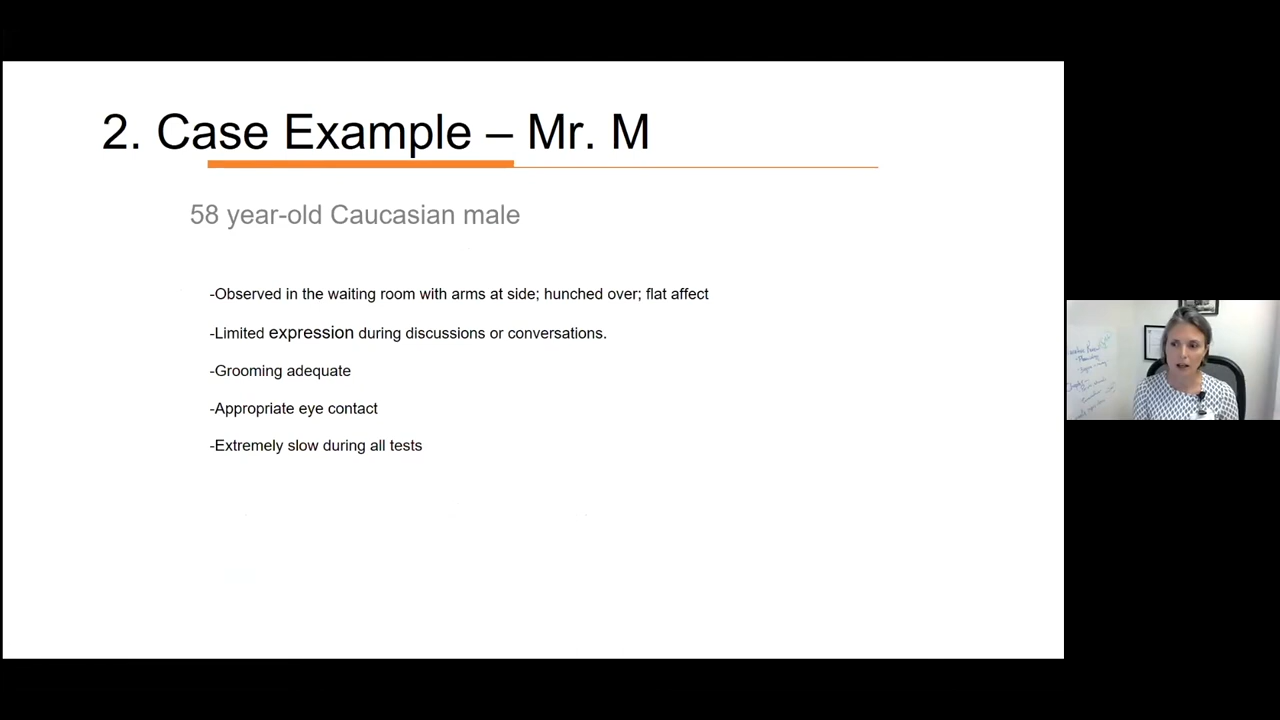 2. Case Example – Mr. M
58 year-old Caucasian male
-Observed in the waiting room with arms at side; hunched over; flat affect
-Limited expression during discussions or conversations.
-Grooming adequate
-Appropriate eye contact
-Extremely slow during all tests